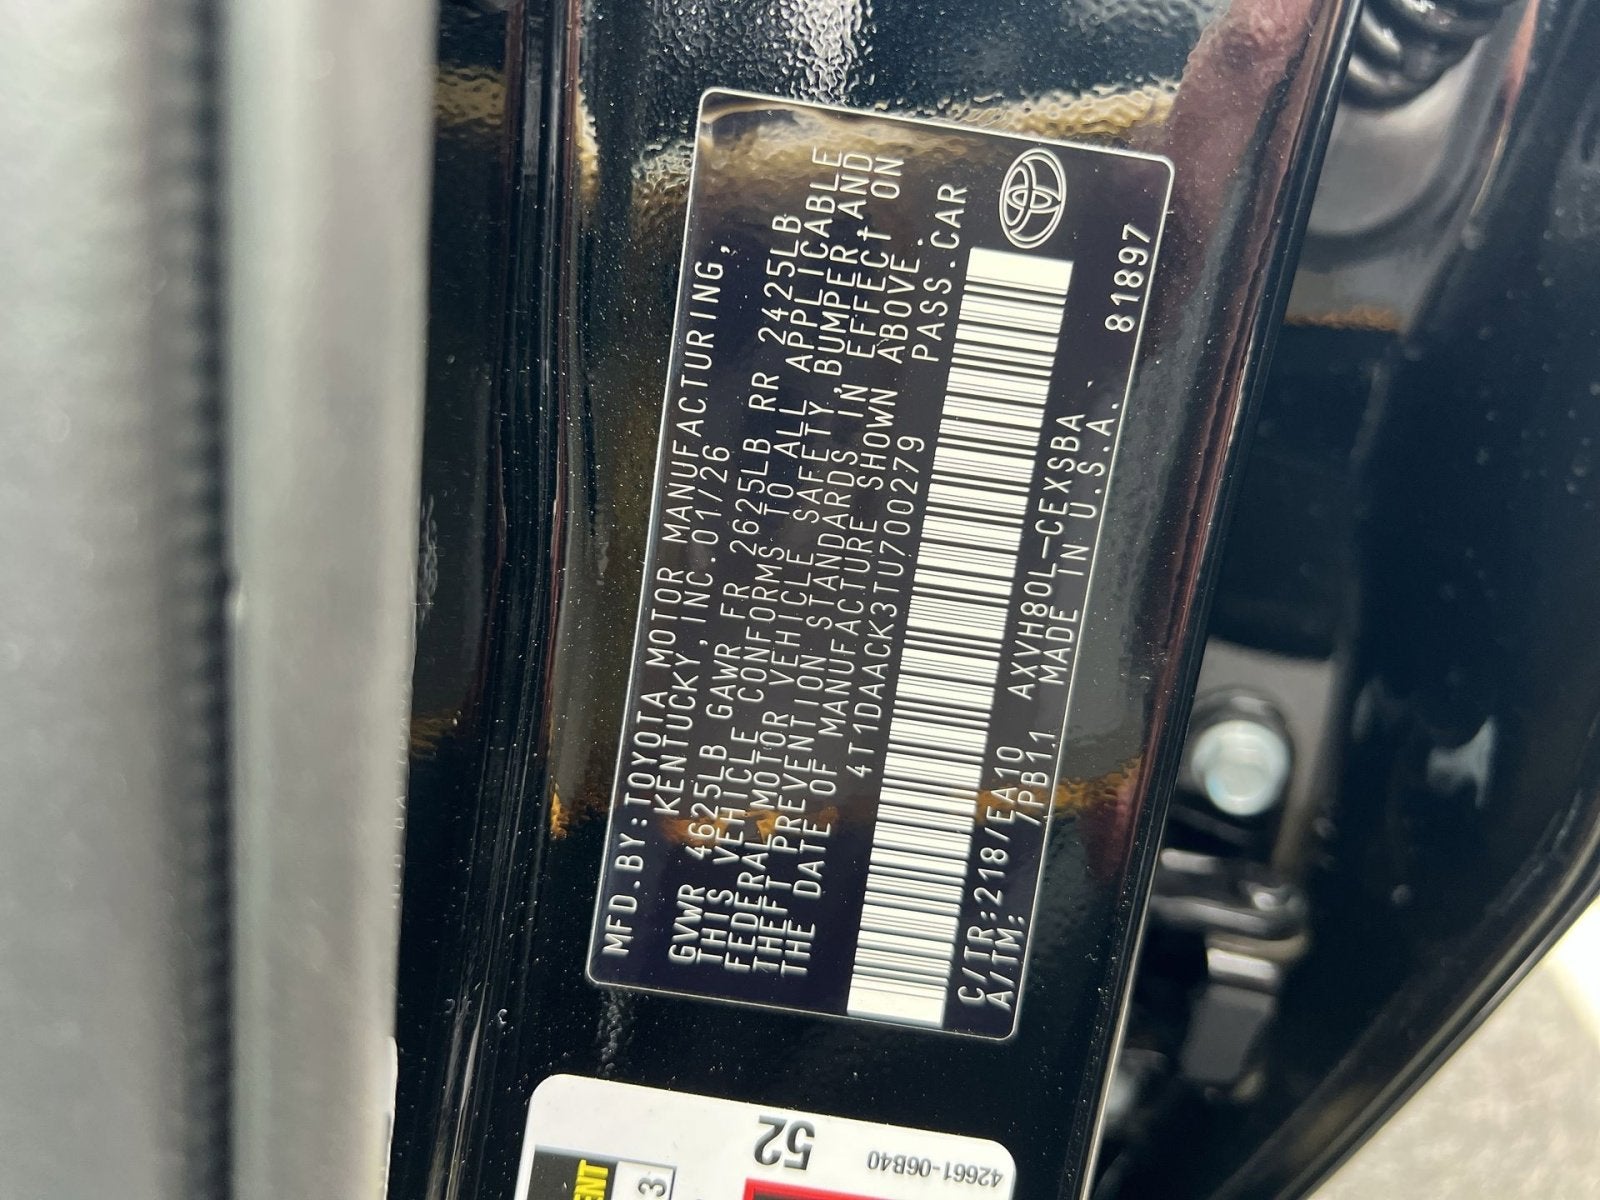 MFD.BY:TOYOTA MOTOR MANUFACTURING,
KENTUCKY, INC. 01/26
GVWR 4625LB GAWR FR 2625LB RR 2425LB
THIS VEHICLE CONFORMS TO ALL APPLICABLE
FEDERAL MOTOR VEHICLE SAFETY, BUMPER AND
THEFT PREVENTION STANDARDS IN EFFECT ON
THE DATE OF MANUFACTURE SHOWN ABOVE.
4T1DAACK3TU700279 PASS.CAR
C/TR:218/EA10 AXVH80L-CEXSBA
A/TM: /PB11 MADE IN U.S.A. 81897
52
42661-06B40
3